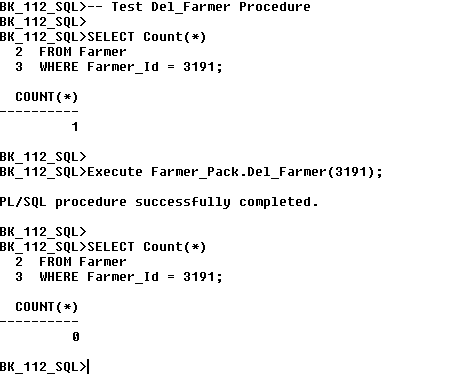 BK_112_SQL>-- Test Del_Farmer Procedure
BK_112_SQL>
BK_112_SQL>SELECT Count(*)
  2  FROM Farmer
  3  WHERE Farmer_Id = 3191;

  COUNT(*)
----------
         1

BK_112_SQL>
BK_112_SQL>Execute Farmer_Pack.Del_Farmer(3191);

PL/SQL procedure successfully completed.

BK_112_SQL>
BK_112_SQL>SELECT Count(*)
  2  FROM Farmer
  3  WHERE Farmer_Id = 3191;

  COUNT(*)
----------
         0

BK_112_SQL>